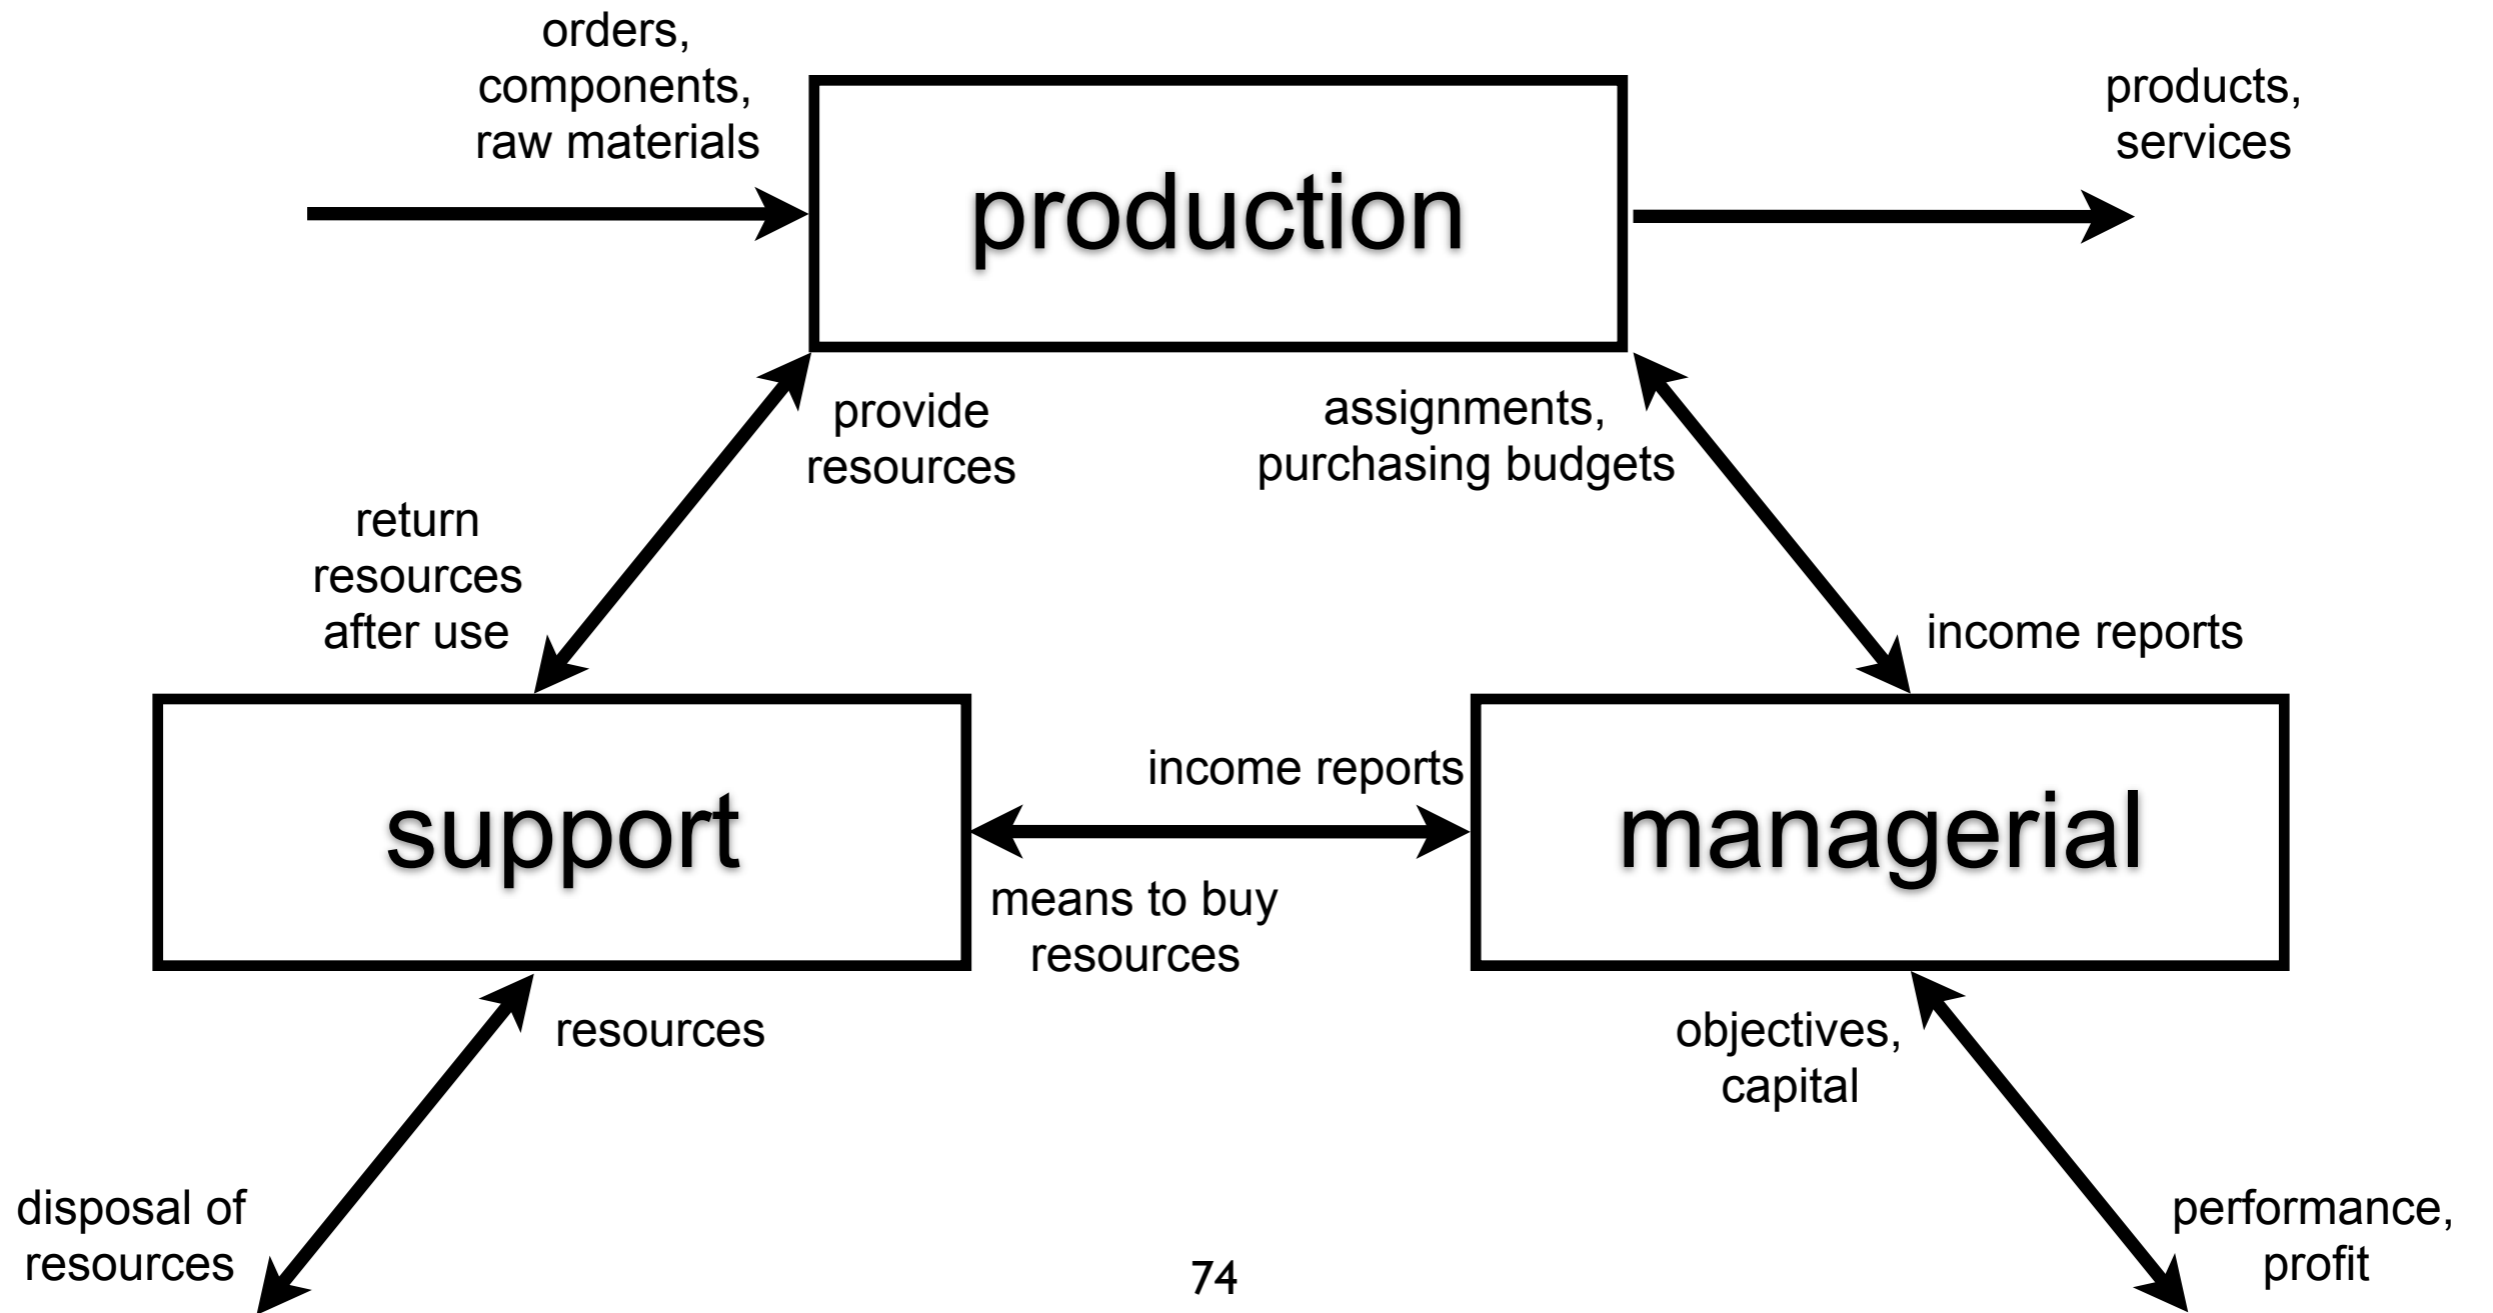 orders,
components,
raw materials
products,
services
production
provide
resources
assignments,
purchasing budgets
return
resources
after use
income reports
income reports
support
managerial
means to buy
resources
resources
objectives,
capital
disposal of
resources
performance,
profit
74